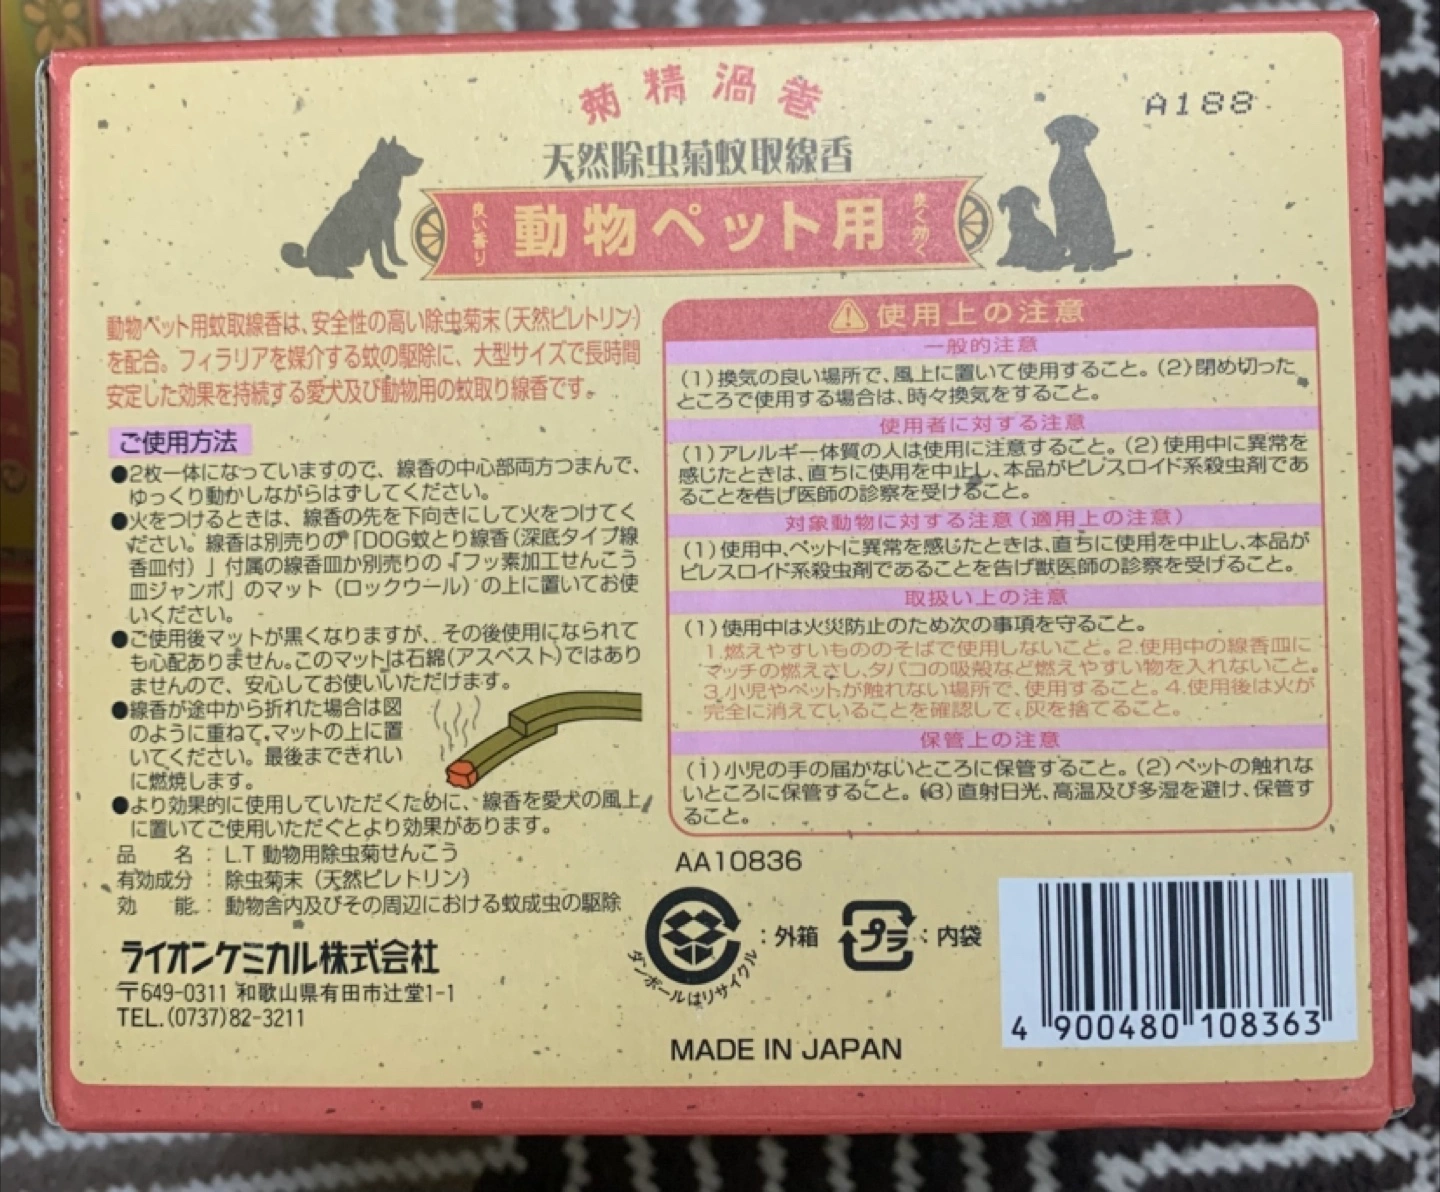 菊精渦巻
A188
天然除虫菊蚊取線香
良い香り
動物ペット用
良く効く
動物ペット用蚊取線香は、安全性の高い除虫菊末(天然ピレトリン)
を配合。フィラリアを媒介する蚊の駆除に、大型サイズで長時間
安定した効果を持続する愛犬及び動物用の蚊取り線香です。
ご使用方法
●2枚一体になっていますので、線香の中心部両方つまんで、
ゆっくり動かしながらはずしてください。
●火をつけるときは、線香の先を下向きにして火をつけてく
ださい。線香は別売りの「DOG蚊とり線香(深底タイプ線
香皿付)」付属の線香皿か別売りの「フッ素加工せんこう
皿ジャンボ」のマット(ロックウール)の上に置いてお使
いください。
●ご使用後マットが黒くなりますが、その後使用になられて
も心配ありません。このマットは石綿(アスベスト)ではあり
ませんので、安心してお使いいただけます。
●線香が途中から折れた場合は図
のように重ねて、マットの上に置
いてください。最後まできれい
に燃焼します。
●より効果的に使用していただくために、線香を愛犬の風上
に置いてご使用いただくとより効果があります。
品　名：L.T 動物用除虫菊せんこう
有効成分：除虫菊末(天然ピレトリン)
効　能：動物舎内及びその周辺における蚊成虫の駆除
ライオンケミカル株式会社
〒649-0311 和歌山県有田市辻堂1-1
TEL.(0737)82-3211
使用上の注意
一般的注意
(1)換気の良い場所で、風上に置いて使用すること。(2)閉め切った
ところで使用する場合は、時々換気をすること。
使用者に対する注意
(1)アレルギー体質の人は使用に注意すること。(2)使用中に異常を
感じたときは、直ちに使用を中止し、本品がピレスロイド系殺虫剤であ
ることを告げ医師の診察を受けること。
対象動物に対する注意(適用上の注意)
(1)使用中、ペットに異常を感じたときは、直ちに使用を中止し、本品が
ピレスロイド系殺虫剤であることを告げ獣医師の診察を受けること。
取扱い上の注意
(1)使用中は火災防止のため次の事項を守ること。
1.燃えやすいもののそばで使用しないこと。2.使用中の線香皿に
マッチの燃えさし、タバコの吸殻など燃えやすい物を入れないこと。
3.小児やペットが触れない場所で、使用すること。4.使用後は火が
完全に消えていることを確認して、灰を捨てること。
保管上の注意
(1)小児の手の届かないところに保管すること。(2)ペットの触れな
いところに保管すること。(3)直射日光、高温及び多湿を避け、保管す
ること。
AA10836
：外箱
ダンボールはリサイクル
プラ
：内袋
MADE IN JAPAN
4 900480 108363